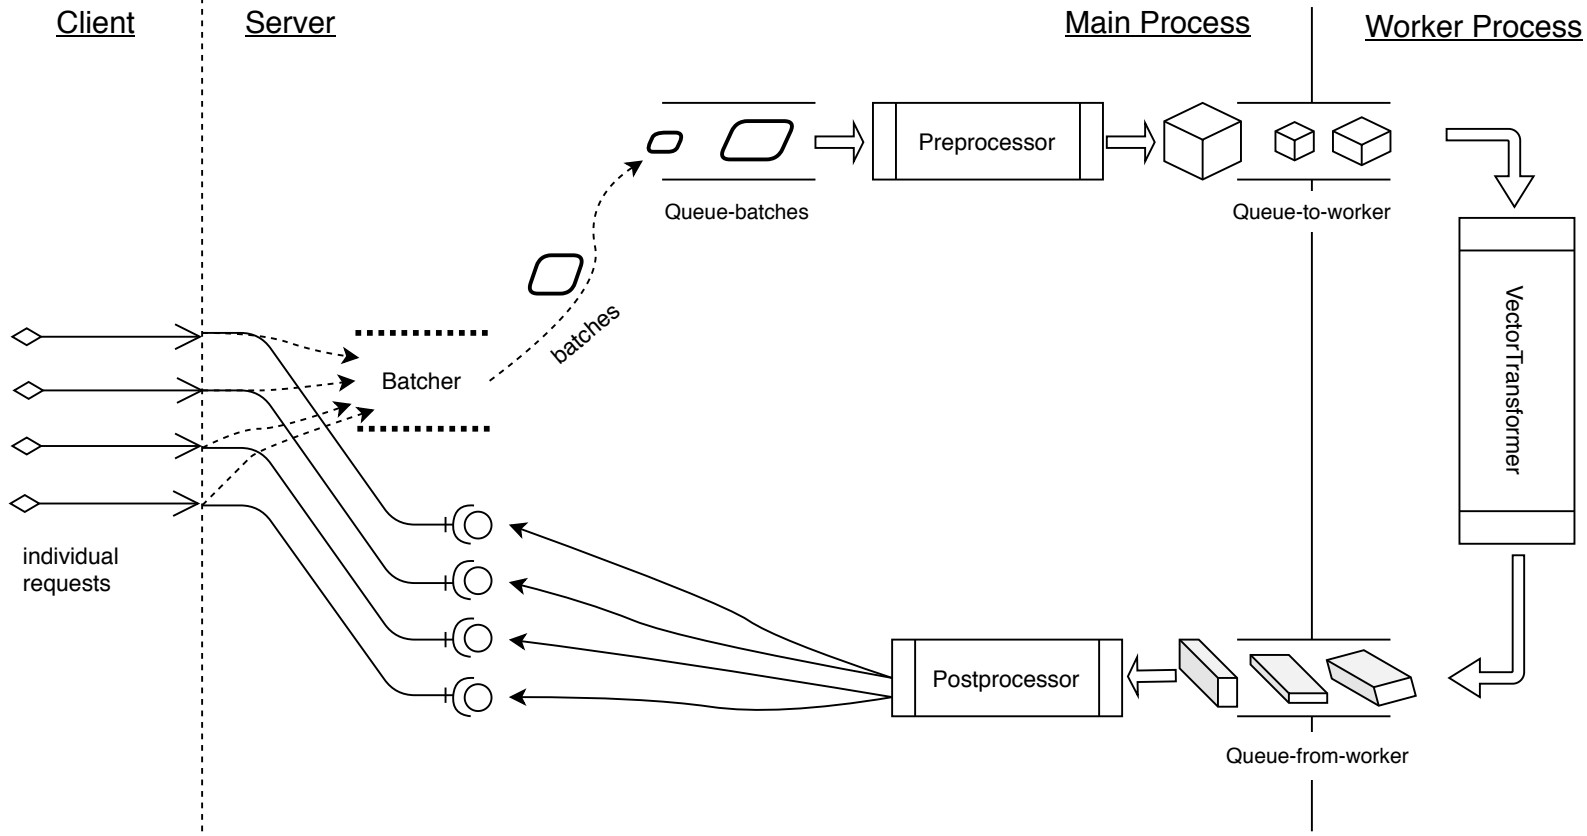 Client
Server
Main Process
Worker Process
Preprocessor
Queue-batches
Queue-to-worker
batches
Batcher
VectorTransformer
individual
requests
Postprocessor
Queue-from-worker